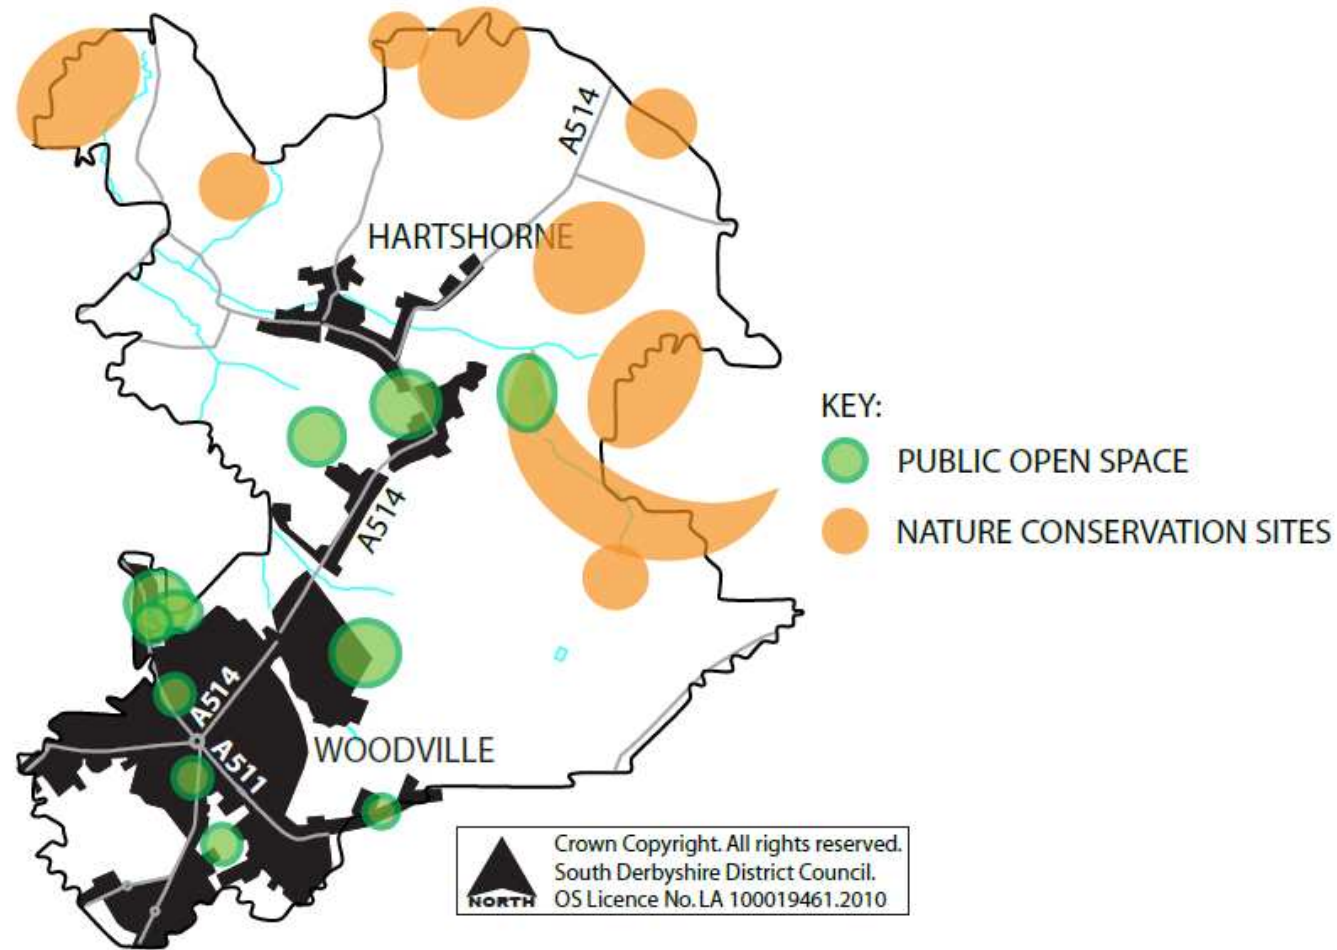 A514
HARTSHORNE
KEY:
PUBLIC OPEN SPACE
NATURE CONSERVATION SITES
A514
A514
A511
WOODVILLE
NORTH
Crown Copyright. All rights reserved.
South Derbyshire District Council.
OS Licence No. LA 100019461.2010